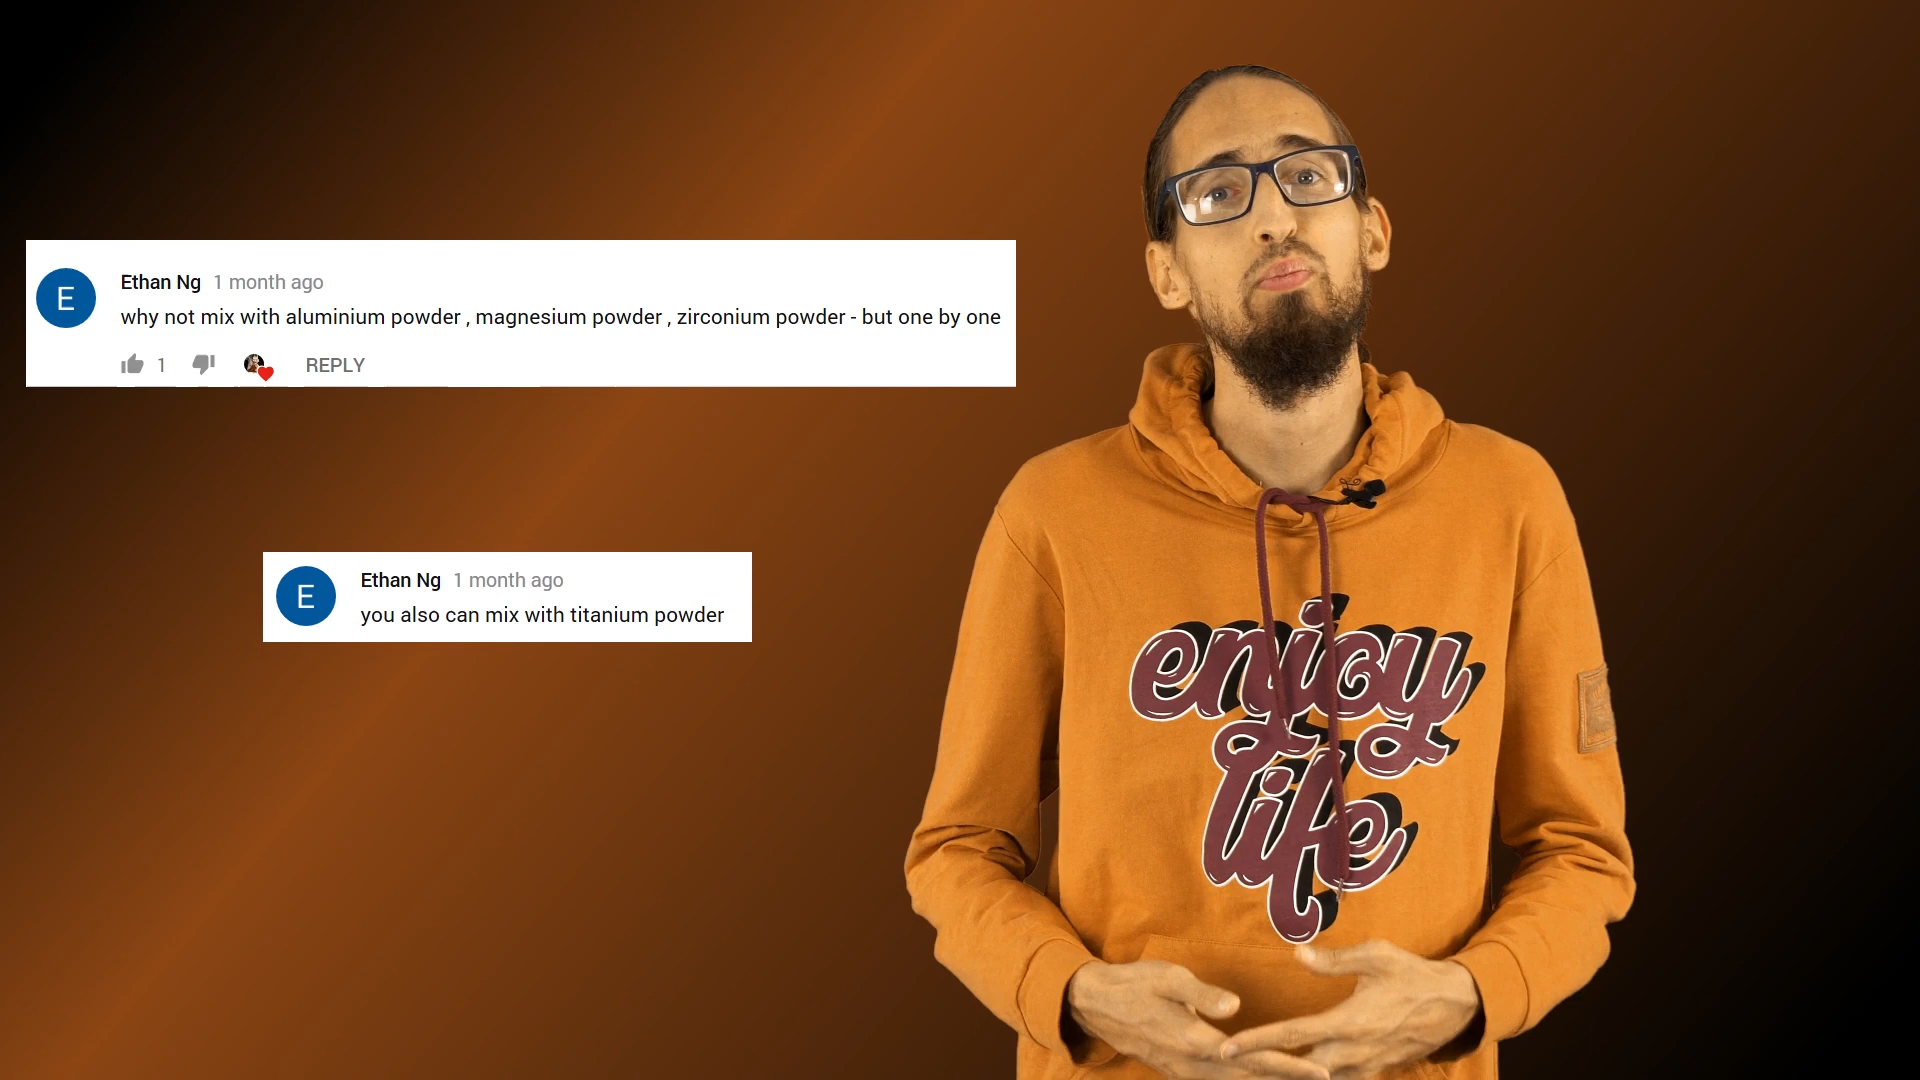 Ethan Ng 1 month ago
why not mix with aluminium powder , magnesium powder , zirconium powder - but one by one
1 REPLY
E
Ethan Ng 1 month ago
you also can mix with titanium powder
E
enjoy
life